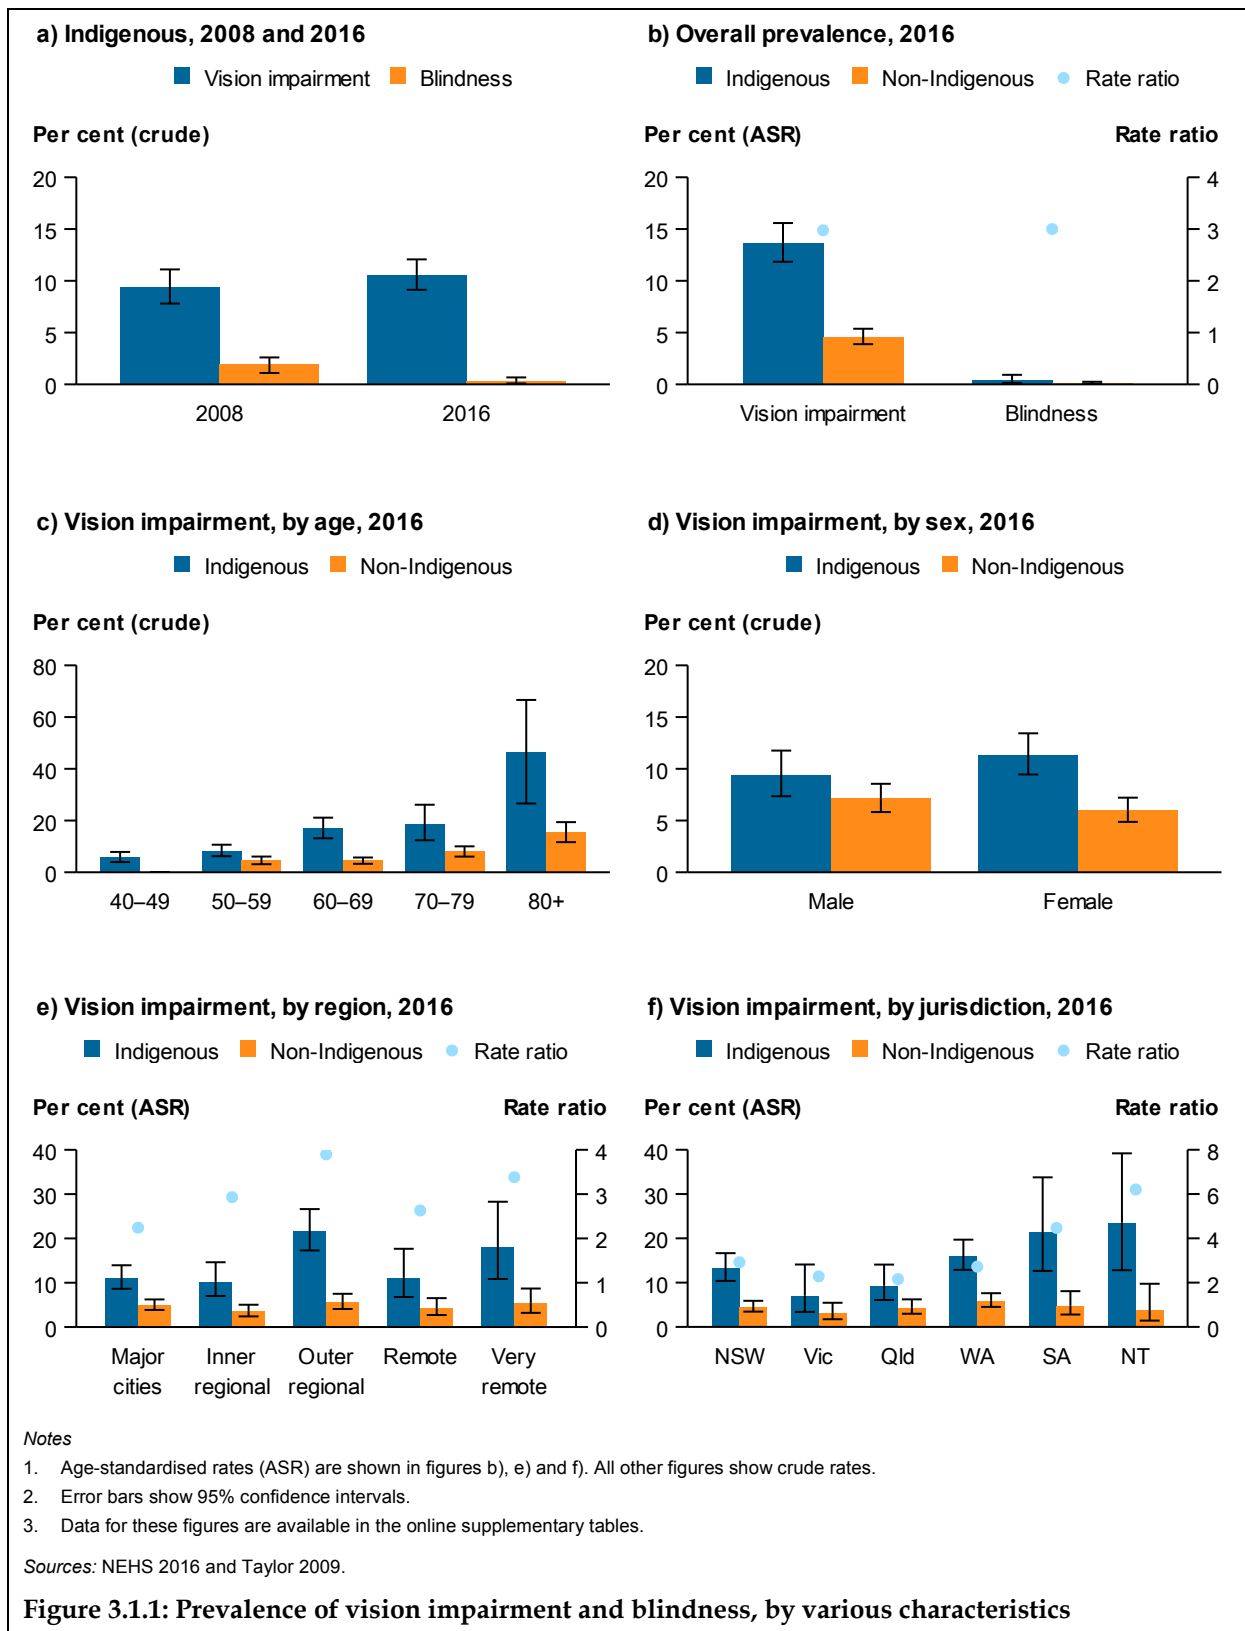 a) Indigenous, 2008 and 2016
Vision impairment Blindness
Per cent (crude)
20
15
10
5
0
2008 2016
b) Overall prevalence, 2016
Indigenous Non-Indigenous Rate ratio
Per cent (ASR) Rate ratio
20 4
15 3
10 2
5 1
0 0
Vision impairment Blindness
c) Vision impairment, by age, 2016
Indigenous Non-Indigenous
Per cent (crude)
80
60
40
20
0
40–49 50–59 60–69 70–79 80+
d) Vision impairment, by sex, 2016
Indigenous Non-Indigenous
Per cent (crude)
20
15
10
5
0
Male Female
e) Vision impairment, by region, 2016
Indigenous Non-Indigenous Rate ratio
Per cent (ASR) Rate ratio
40 4
30 3
20 2
10 1
0 0
Major Inner Outer Remote Very
cities regional regional remote
f) Vision impairment, by jurisdiction, 2016
Indigenous Non-Indigenous Rate ratio
Per cent (ASR) Rate ratio
40 8
30 6
20 4
10 2
0 0
NSW Vic Qld WA SA NT
Notes
1. Age-standardised rates (ASR) are shown in figures b), e) and f). All other figures show crude rates.
2. Error bars show 95% confidence intervals.
3. Data for these figures are available in the online supplementary tables.
Sources: NEHS 2016 and Taylor 2009.
Figure 3.1.1: Prevalence of vision impairment and blindness, by various characteristics